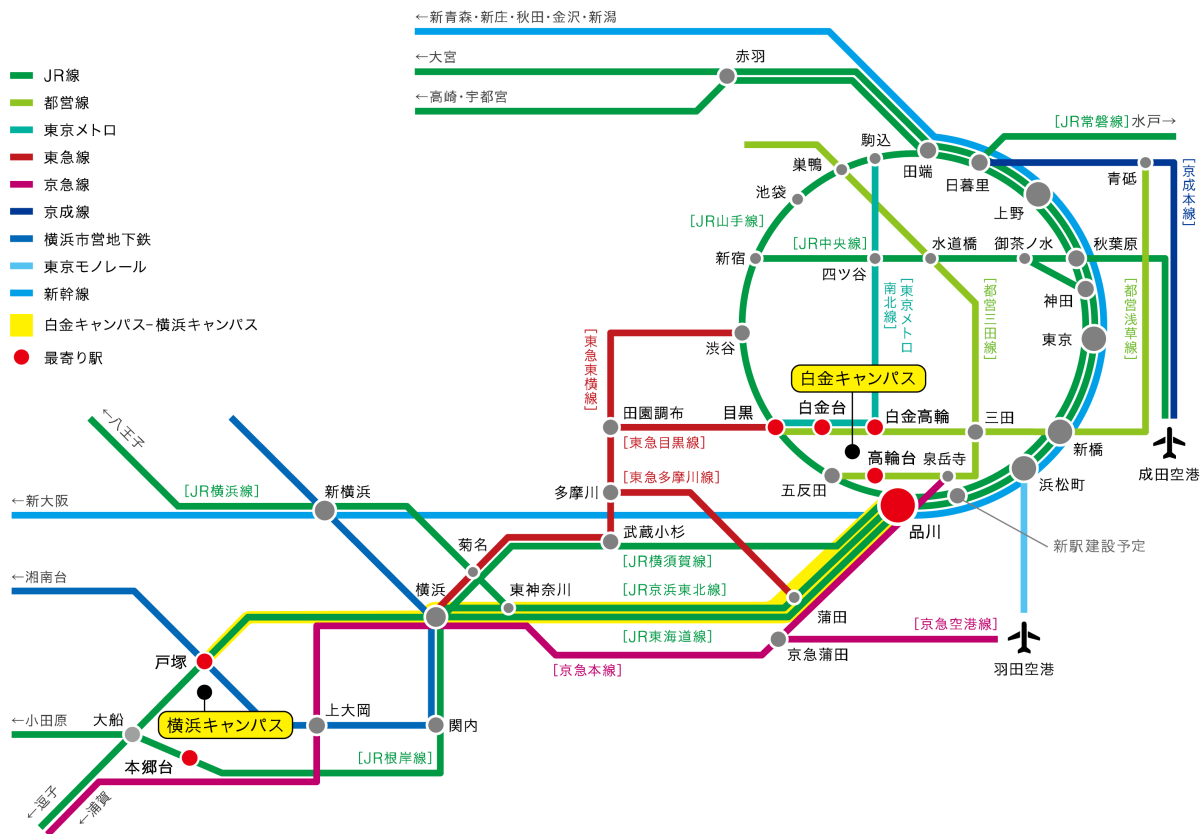 ←新青森・新庄・秋田・金沢・新潟
←大宮
赤羽
←高崎・宇都宮
JR線
都営線
東京メトロ
東急線
京急線
京成線
横浜市営地下鉄
東京モノレール
新幹線
白金キャンパス−横浜キャンパス
最寄り駅
[JR常磐線]水戸→
駒込
巣鴨
田端
日暮里
青砥
[京成本線]
池袋
上野
[JR山手線]
[JR中央線]
水道橋
御茶ノ水
秋葉原
新宿
四ツ谷
神田
[東京メトロ
南北線]
[都営三田線]
[都営浅草線]
東京
渋谷
[東急東横線]
白金キャンパス
田園調布
目黒
白金台
白金高輪
三田
新橋
[東急目黒線]
高輪台
泉岳寺
成田空港
←八王子
[東急多摩川線]
五反田
浜松町
[JR横浜線]
新横浜
多摩川
←新大阪
品川
武蔵小杉
新駅建設予定
菊名
[JR横須賀線]
←湘南台
横浜
東神奈川
[JR京浜東北線]
蒲田
[京急空港線]
[JR東海道線]
京急蒲田
羽田空港
戸塚
[京急本線]
←小田原
大船
横浜キャンパス
上大岡
関内
本郷台
[JR根岸線]
←逗子
←浦賀